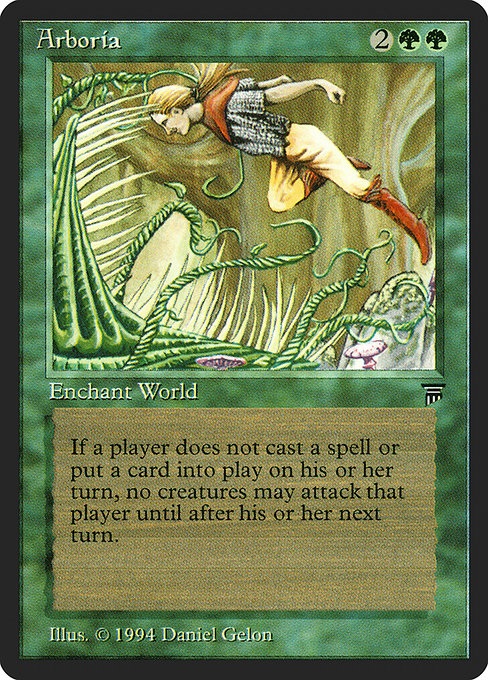 Arboria 2
Enchant World
If a player does not cast a spell or
put a card into play on his or her
turn, no creatures may attack that
player until after his or her next
turn.
Illus. © 1994 Daniel Gelon